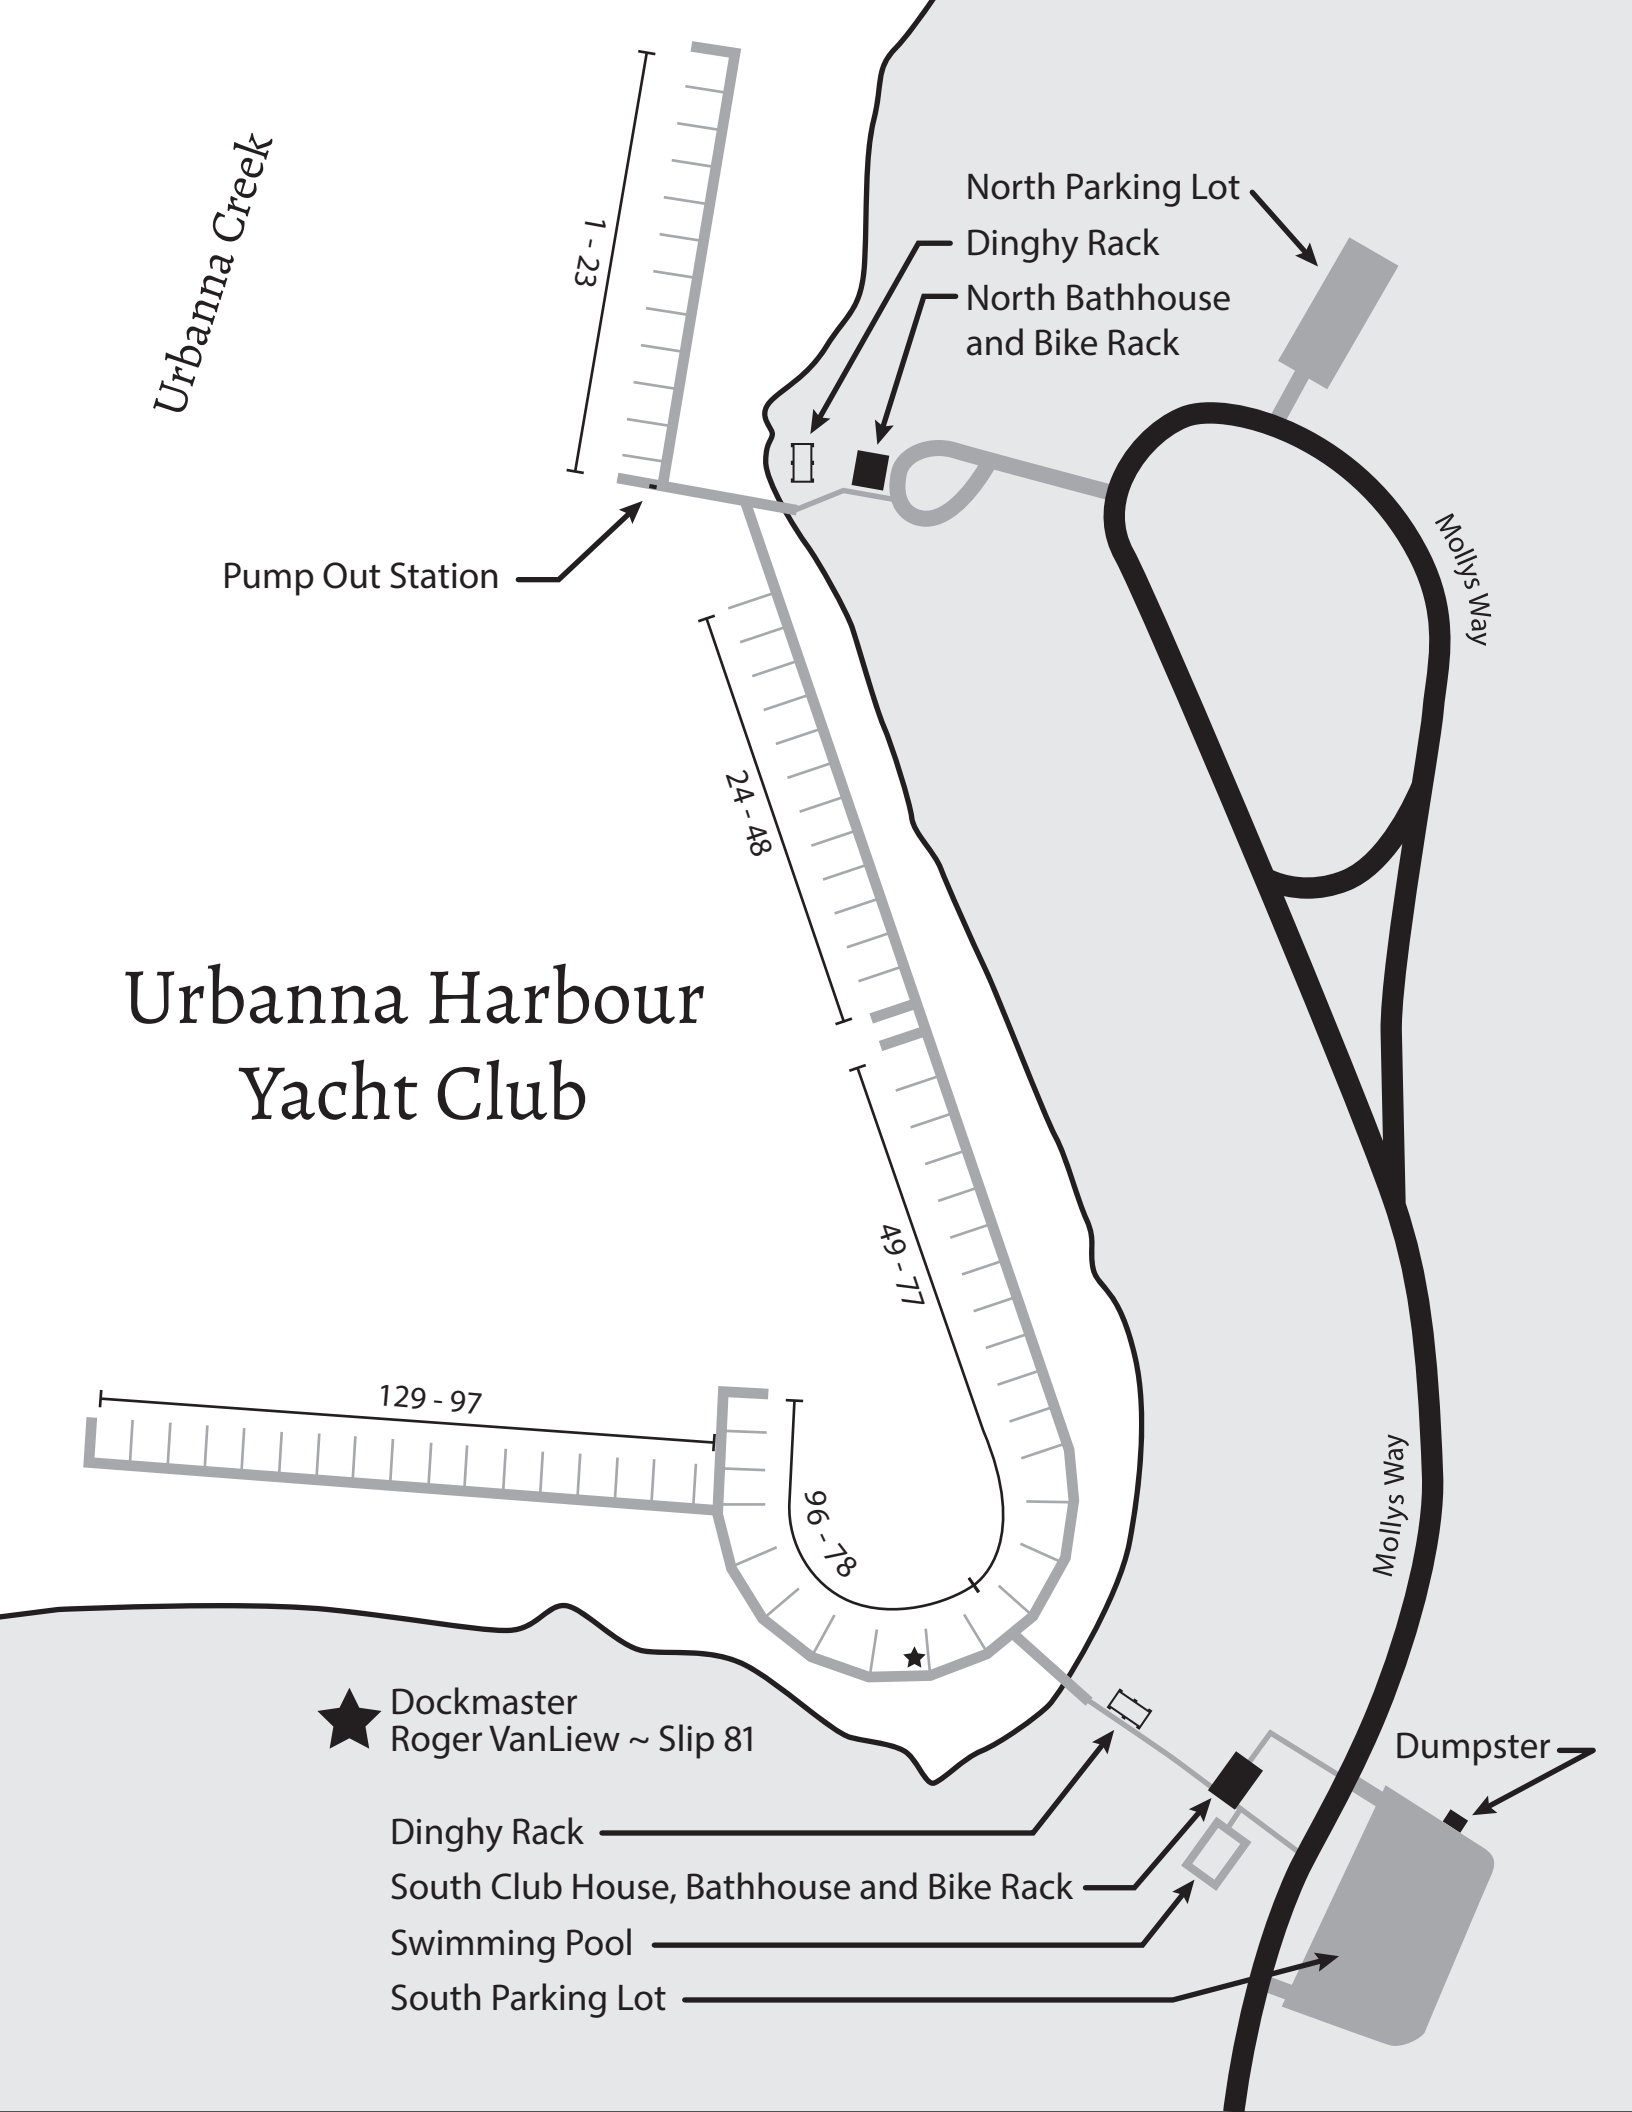 Urbanna Creek
1 - 23
North Parking Lot
Dinghy Rack
North Bathhouse
and Bike Rack
Mollys Way
Pump Out Station
24 - 48
Urbanna Harbour
Yacht Club
49 - 77
129 - 97
96 - 78
Mollys Way
Dockmaster
Roger VanLiew ~ Slip 81
Dumpster
Dinghy Rack
South Club House, Bathhouse and Bike Rack
Swimming Pool
South Parking Lot